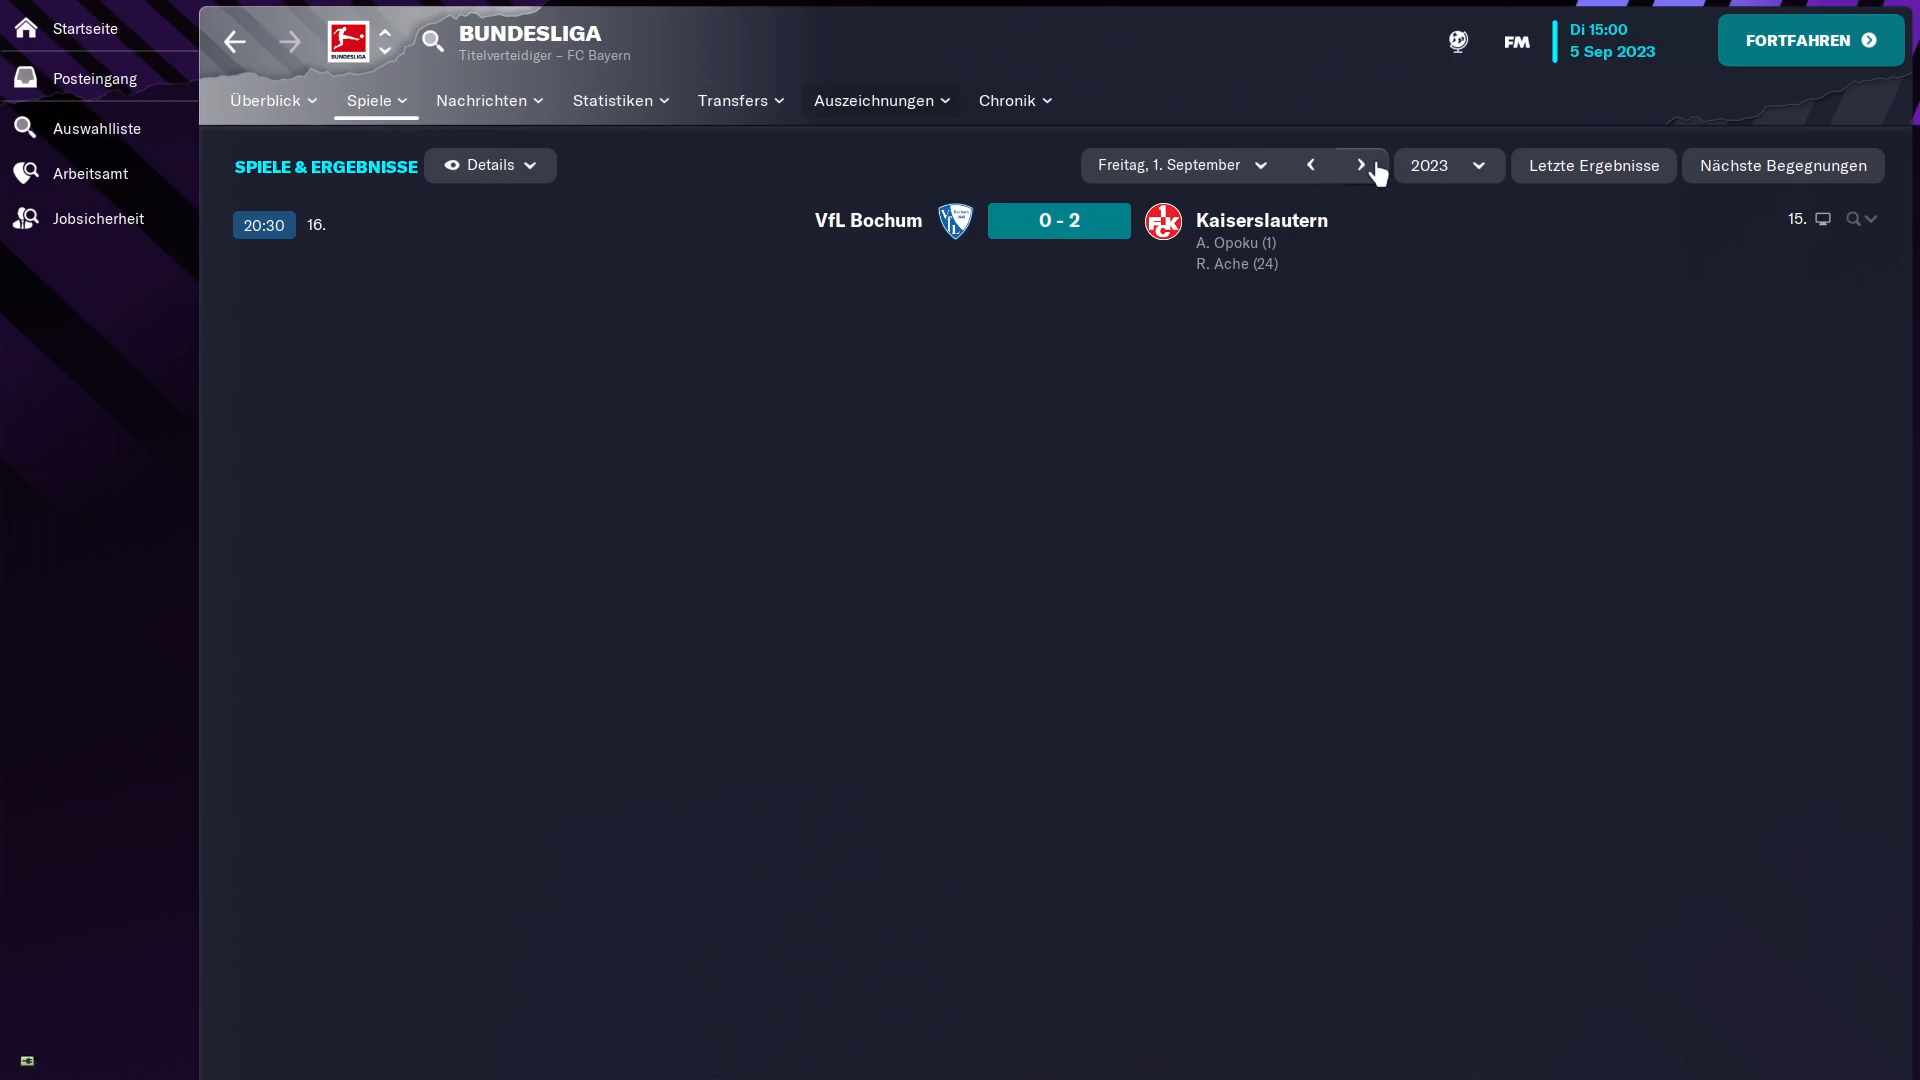 Startseite
Posteingang
Auswahlliste
Arbeitsamt
Jobsicherheit
BUNDESLIGA
BUNDESLIGA
Titelverteidiger – FC Bayern
FM
Di 15:00
5 Sep 2023
FORTFAHREN
Überblick
Spiele
Nachrichten
Statistiken
Transfers
Auszeichnungen
Chronik
SPIELE & ERGEBNISSE
Details
Freitag, 1. September
2023
Letzte Ergebnisse
Nächste Begegnungen
20:30 16. VfL Bochum 0 - 2 Kaiserslautern 15.
A. Opoku (1)
R. Ache (24)